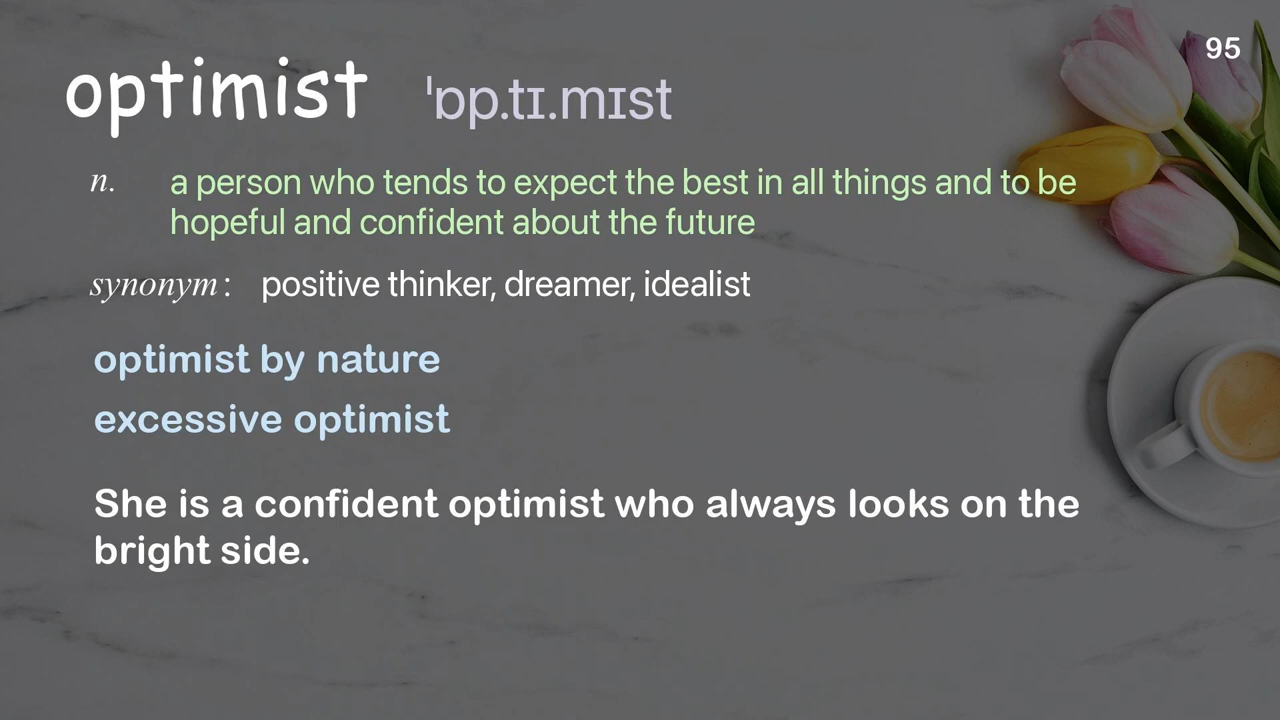 95
optimist ˈɒp.tɪ.mɪst
n. a person who tends to expect the best in all things and to be
hopeful and confident about the future
synonym: positive thinker, dreamer, idealist
optimist by nature
excessive optimist
She is a confident optimist who always looks on the
bright side.